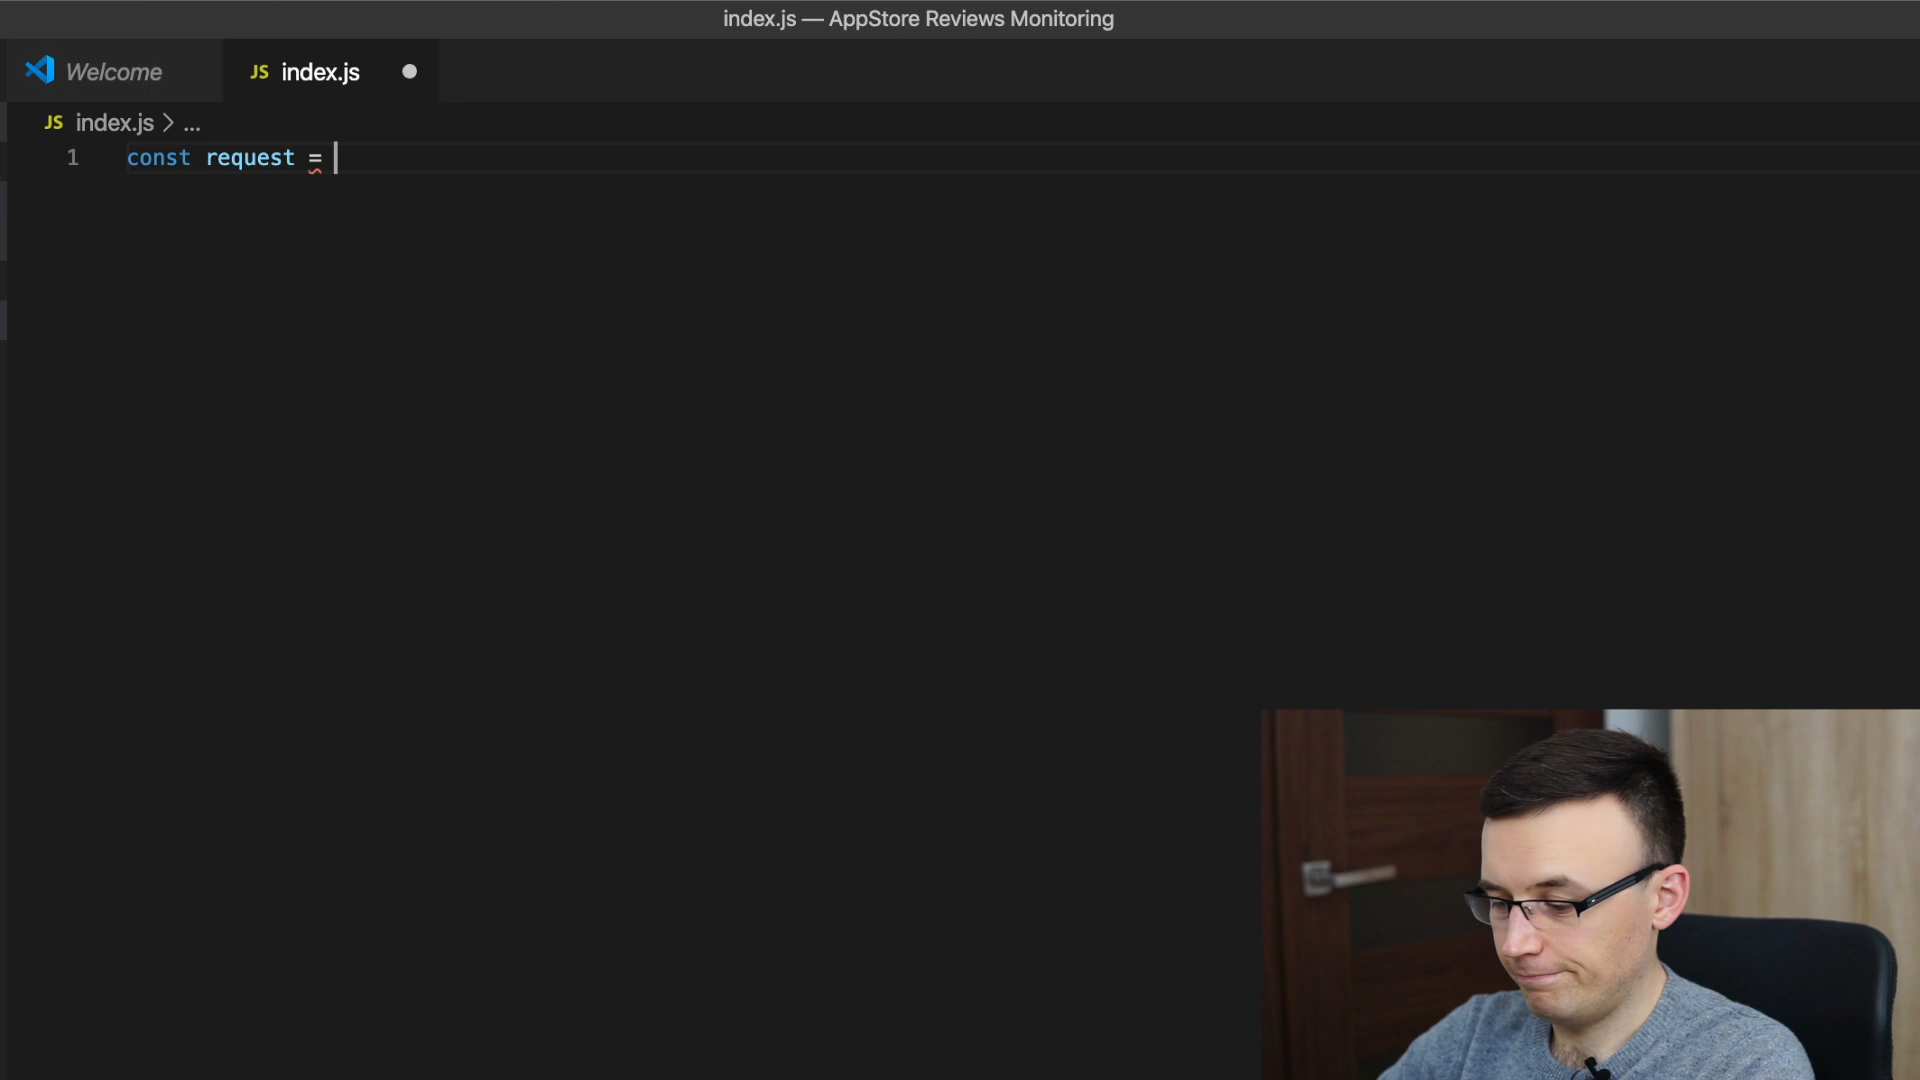 index.js — AppStore Reviews Monitoring
Welcome
JS index.js
JS index.js > ...
1 const request =